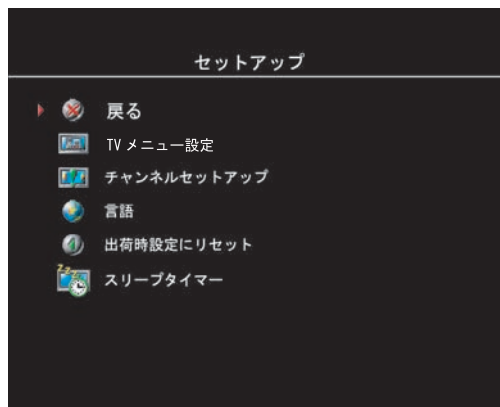 セットアップ
戻る
TV メニュー設定
チャンネルセットアップ
言語
出荷時設定にリセット
スリープタイマー